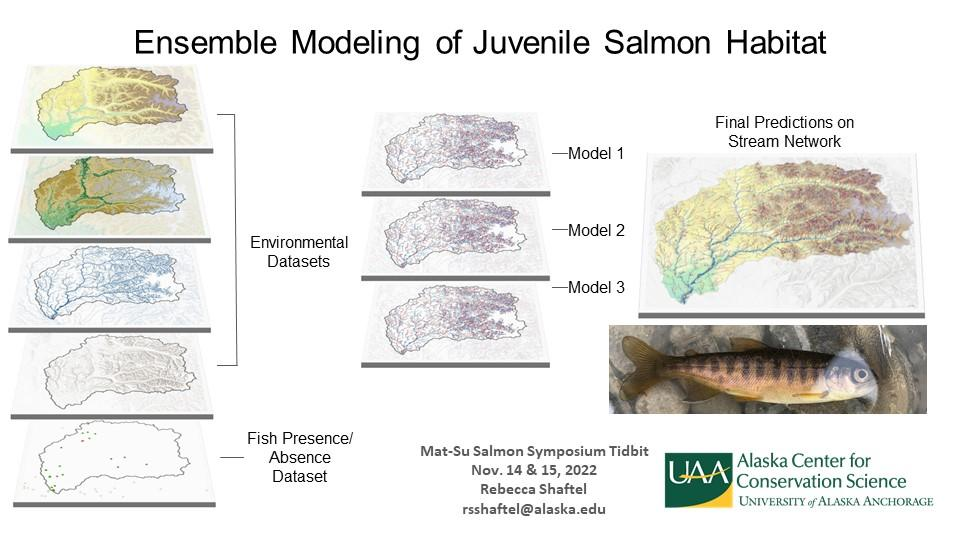 Ensemble Modeling of Juvenile Salmon Habitat
Environmental
Datasets
Fish Presence/
Absence
Dataset
Model 1
Model 2
Model 3
Final Predictions on
Stream Network
Mat-Su Salmon Symposium Tidbit
Nov. 14 & 15, 2022
Rebecca Shaftel
rsshaftel@alaska.edu
UAA
Alaska Center for
Conservation Science
UNIVERSITY of ALASKA ANCHORAGE